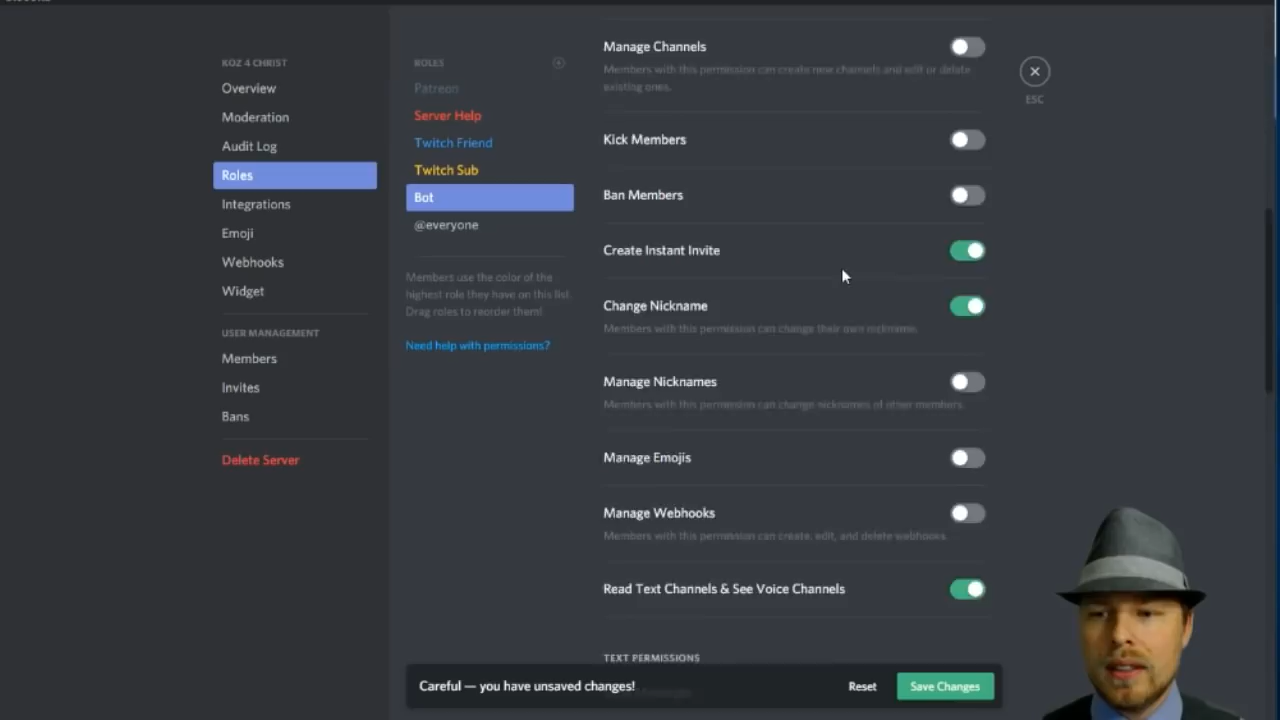 KOZ 4 CHRIST
Overview
Moderation
Audit Log
Roles
Integrations
Emoji
Webhooks
Widget
USER MANAGEMENT
Members
Invites
Bans
Delete Server
ROLES
Patreon
Server Help
Twitch Friend
Twitch Sub
Bot
@everyone
Members use the color of the
highest role they have on this list.
Drag roles to reorder them!
Need help with permissions?
Manage Channels
Members with this permission can create new channels and edit or delete
existing ones.
Kick Members
Ban Members
Create Instant Invite
Change Nickname
Members with this permission can change their own nickname.
Manage Nicknames
Members with this permission can change nicknames of other members.
Manage Emojis
Manage Webhooks
Members with this permission can create, edit, and delete webhooks.
Read Text Channels & See Voice Channels
TEXT PERMISSIONS
Careful — you have unsaved changes!
Reset
Save Changes
ESC